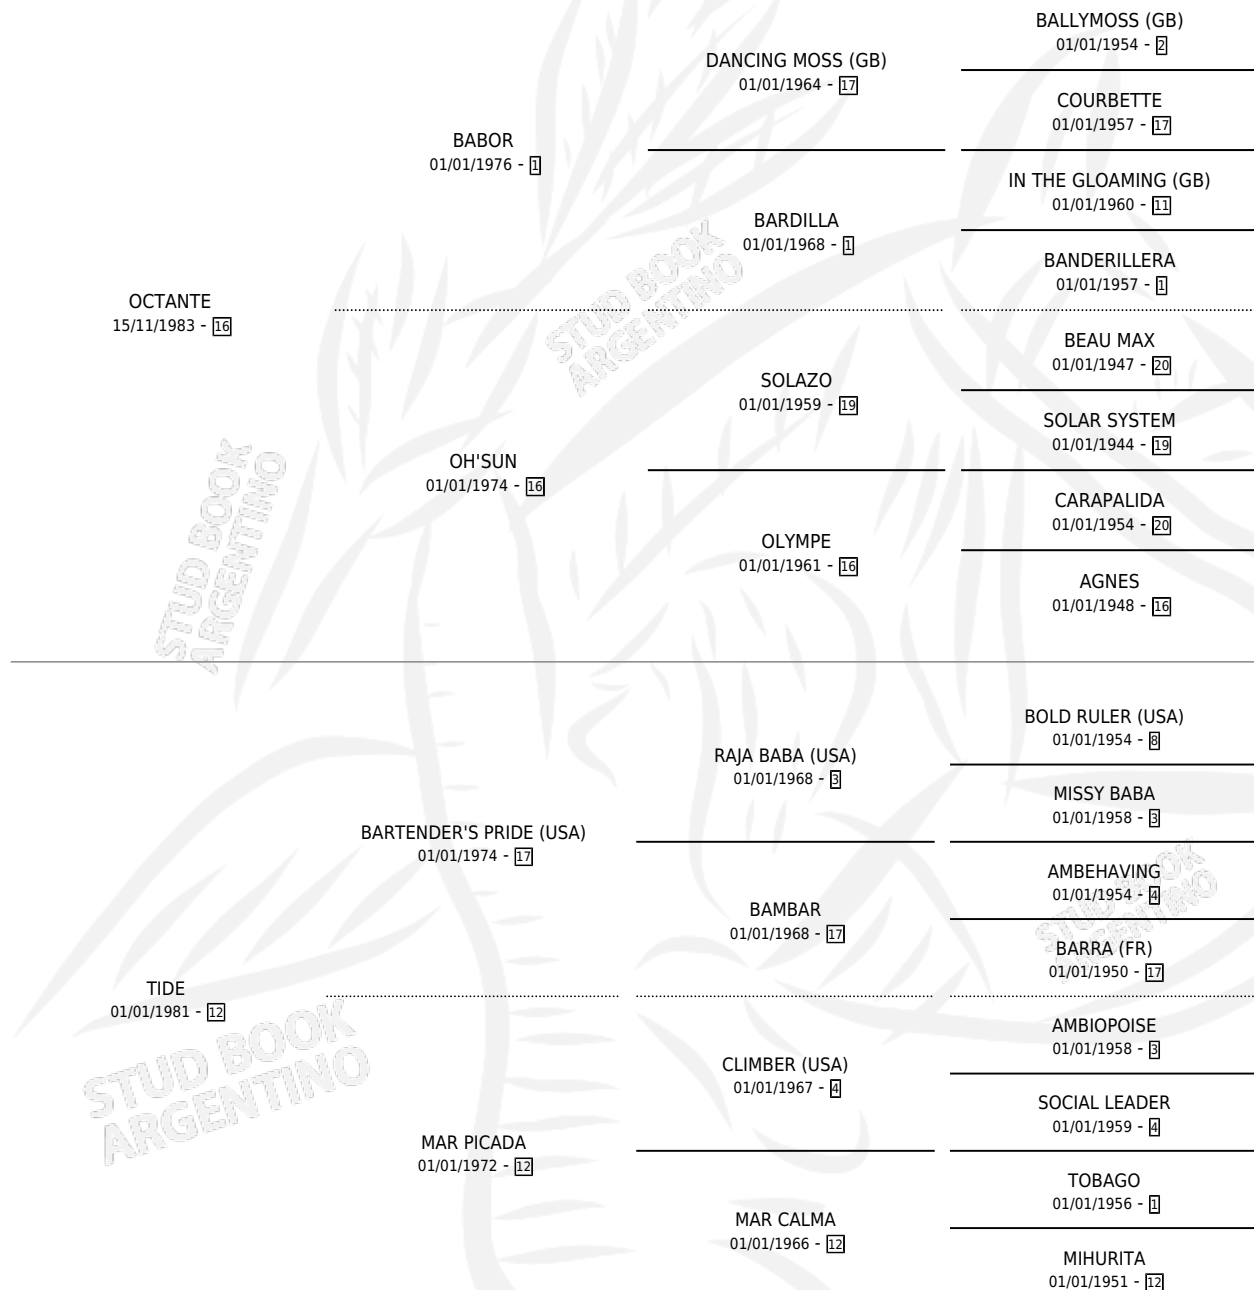 BALLYMOSS (GB)
01/01/1954 - 2
DANCING MOSS (GB)
01/01/1964 - 17
COURBETTE
01/01/1957 - 17
BABOR
01/01/1976 - 1
IN THE GLOAMING (GB)
01/01/1960 - 11
BARDILLA
01/01/1968 - 1
BANDERILLERA
01/01/1957 - 1
OCTANTE
15/11/1983 - 16
STUD BOOK
ARGENTINO
BEAU MAX
01/01/1947 - 20
SOLAZO
01/01/1959 - 19
SOLAR SYSTEM
01/01/1944 - 19
OH'SUN
01/01/1974 - 16
CARAPALIDA
01/01/1954 - 20
OLYMPE
01/01/1961 - 16
AGNES
01/01/1948 - 16
STUD BOOK
ARGENTINO
BOLD RULER (USA)
01/01/1954 - 8
RAJA BABA (USA)
01/01/1968 - 3
MISSY BABA
01/01/1958 - 3
BARTENDER'S PRIDE (USA)
01/01/1974 - 17
AMBEHAVING
01/01/1954 - 4
BAMBAR
01/01/1968 - 17
BARRA (FR)
01/01/1950 - 17
STUD BOOK
ARGENTINO
TIDE
01/01/1981 - 12
AMBIOPOISE
01/01/1958 - 3
CLIMBER (USA)
01/01/1967 - 4
SOCIAL LEADER
01/01/1959 - 4
STUD BOOK
ARGENTINO
MAR PICADA
01/01/1972 - 12
TOBAGO
01/01/1956 - 1
MAR CALMA
01/01/1966 - 12
MIHURITA
01/01/1951 - 12